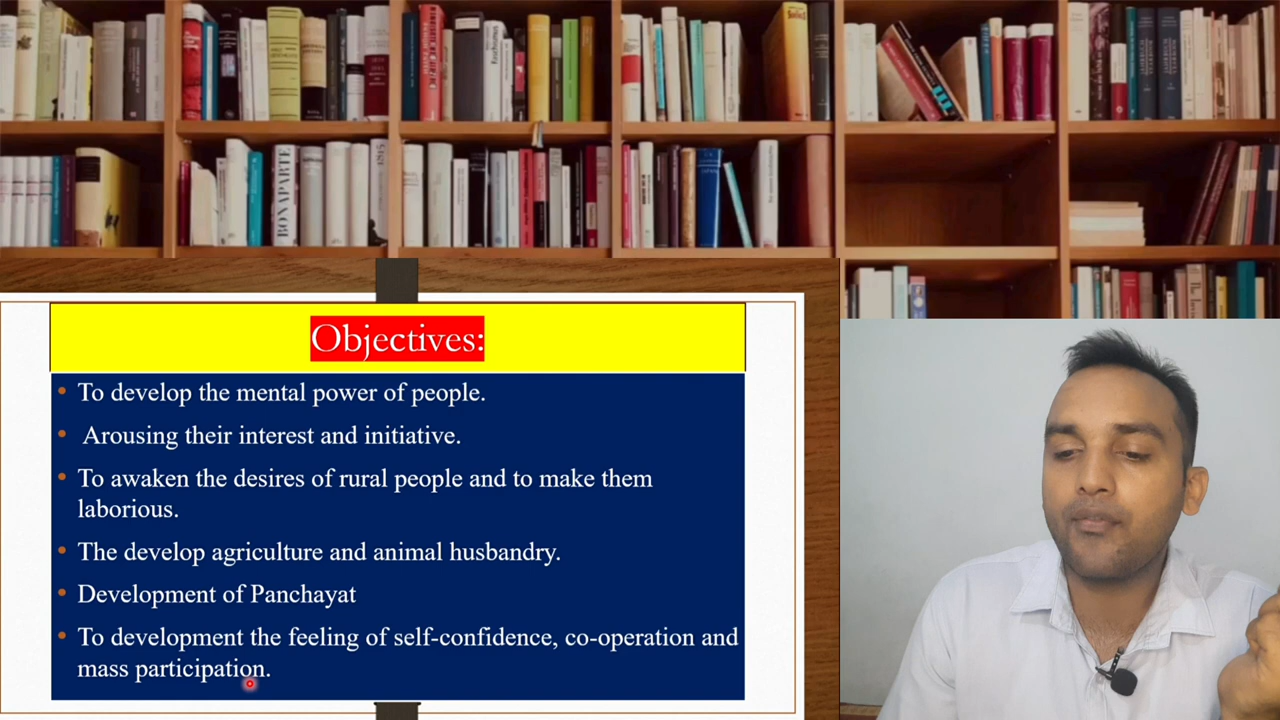 BONAPARTE
1815
Objectives:
• To develop the mental power of people.
• Arousing their interest and initiative.
• To awaken the desires of rural people and to make them
laborious.
• The develop agriculture and animal husbandry.
• Development of Panchayat
• To development the feeling of self-confidence, co-operation and
mass participation.